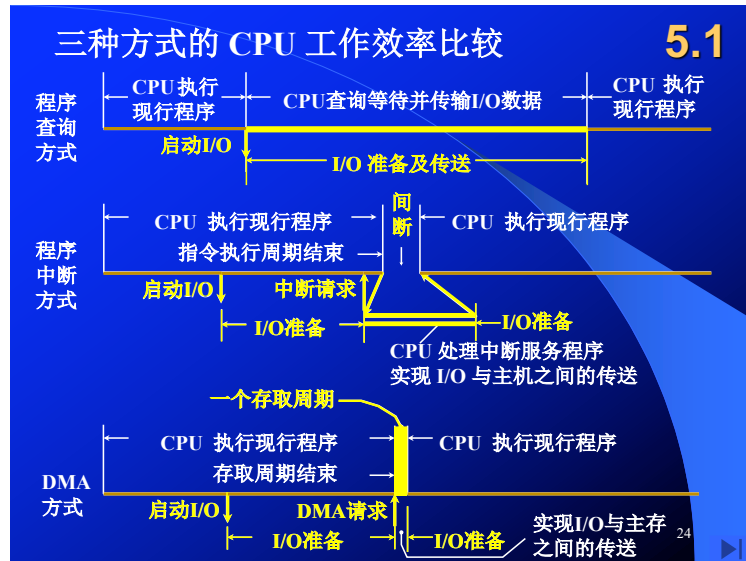 三种方式的 CPU 工作效率比较
5.1
程序
查询
方式
CPU 执行
现行程序
CPU查询等待并传输I/O数据
CPU 执行
现行程序
启动I/O
I/O 准备及传送
程序
中断
方式
CPU 执行现行程序
间
断
CPU 执行现行程序
指令执行周期结束
启动I/O
中断请求
I/O准备
I/O准备
CPU 处理中断服务程序
实现 I/O 与主机之间的传送
一个存取周期
DMA
方式
CPU 执行现行程序
CPU 执行现行程序
存取周期结束
启动I/O
DMA请求
I/O准备
I/O准备
实现I/O与主存
之间的传送
24